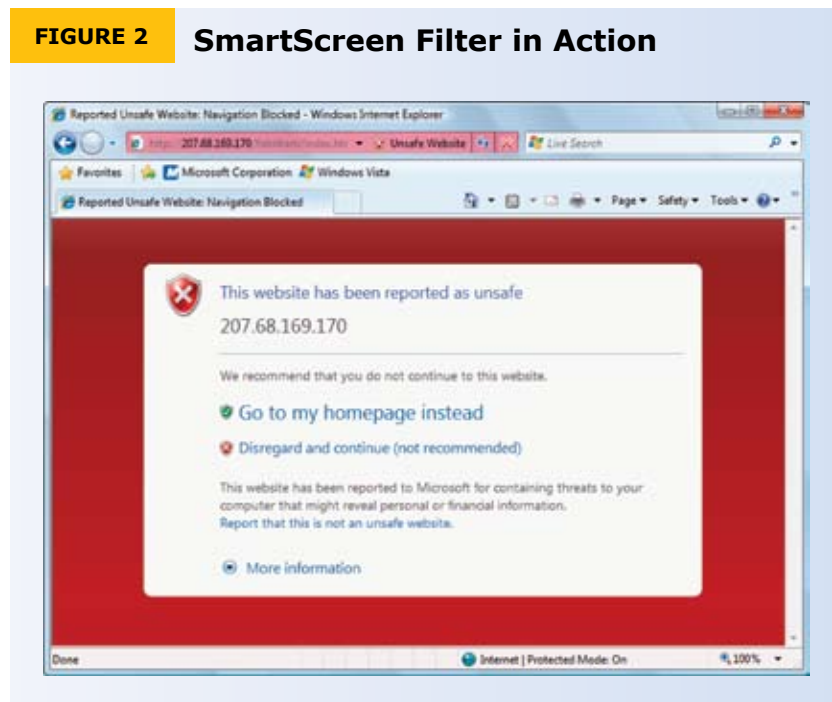 FIGURE 2
SmartScreen Filter in Action
Reported Unsafe Website: Navigation Blocked - Windows Internet Explorer
207.68.169.170
Unsafe Website
Live Search
Favorites
Microsoft Corporation
Windows Vista
Reported Unsafe Website: Navigation Blocked
Page
Safety
Tools
This website has been reported as unsafe
207.68.169.170
We recommend that you do not continue to this website.
Go to my homepage instead
Disregard and continue (not recommended)
This website has been reported to Microsoft for containing threats to your
computer that might reveal personal or financial information.
Report that this is not an unsafe website.
More information
Done
Internet | Protected Mode: On
100%